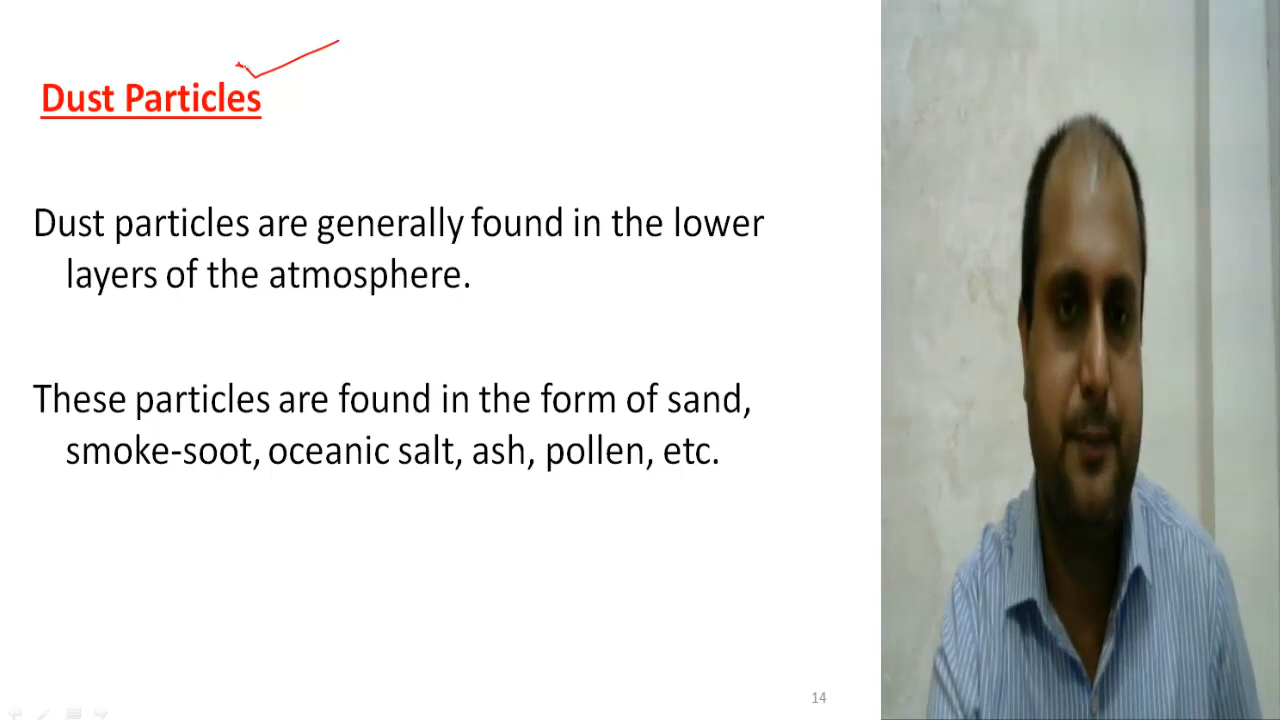 Dust Particles
Dust particles are generally found in the lower
layers of the atmosphere.
These particles are found in the form of sand,
smoke-soot, oceanic salt, ash, pollen, etc.
14